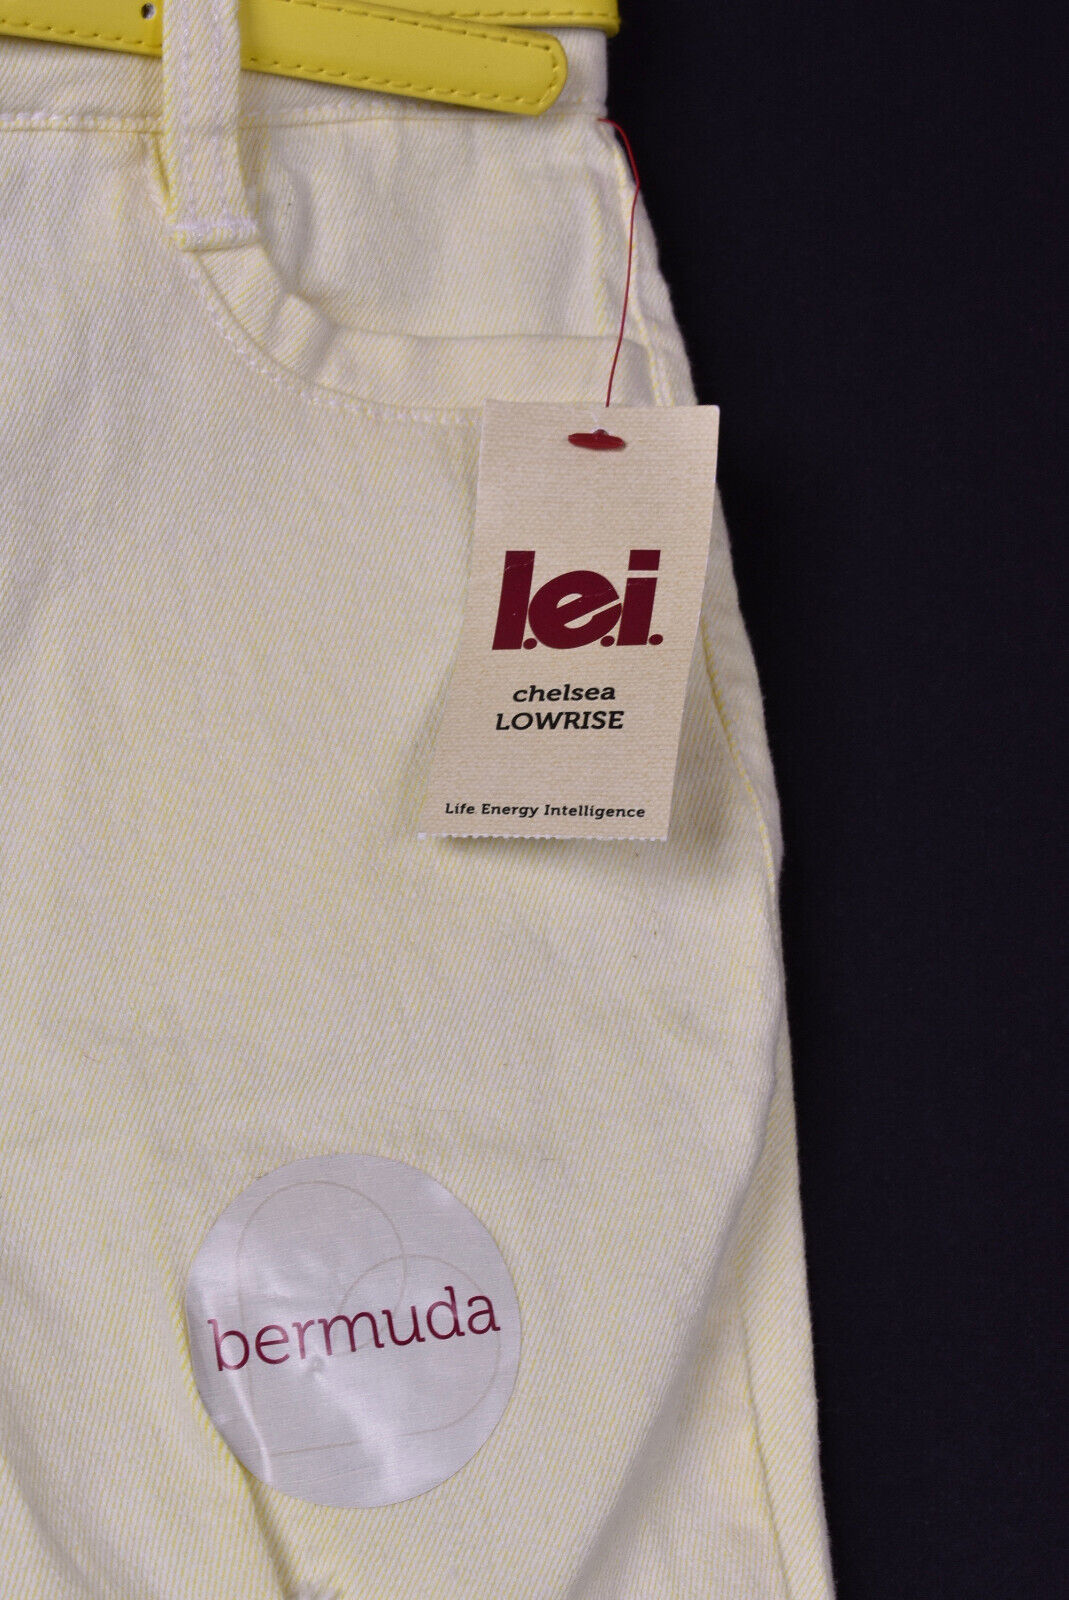 l.e.i.
chelsea
LOWRISE
Life Energy Intelligence
bermuda